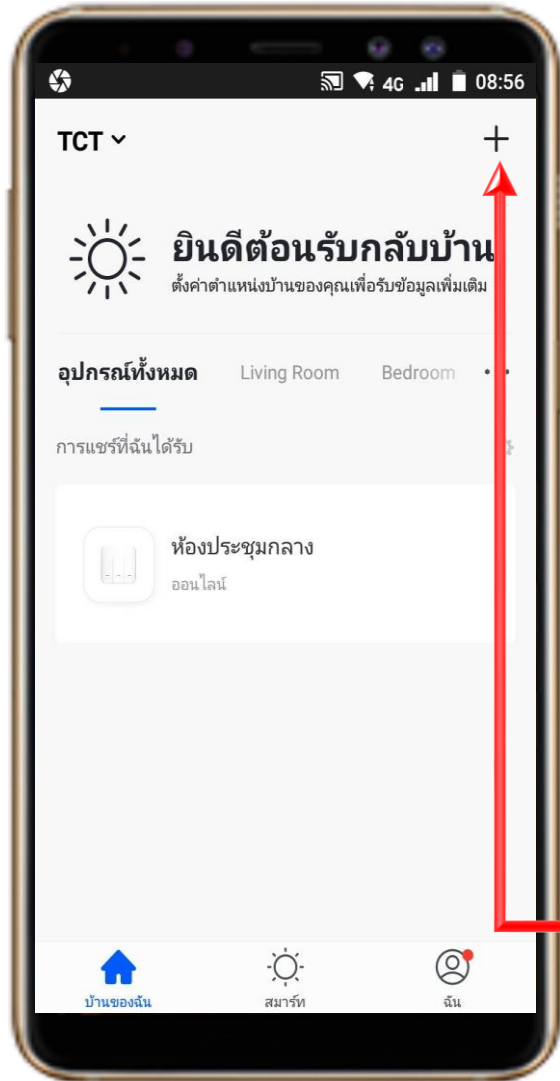 4G 08:56
TCT
ยินดีต้อนรับกลับบ้าน
ตั้งค่าตำแหน่งบ้านของคุณเพื่อรับข้อมูลเพิ่มเติม
อุปกรณ์ทั้งหมด Living Room Bedroom
การแชร์ที่ฉันได้รับ
ห้องประชุมกลาง
ออนไลน์
บ้านของฉัน สมาร์ท ฉัน